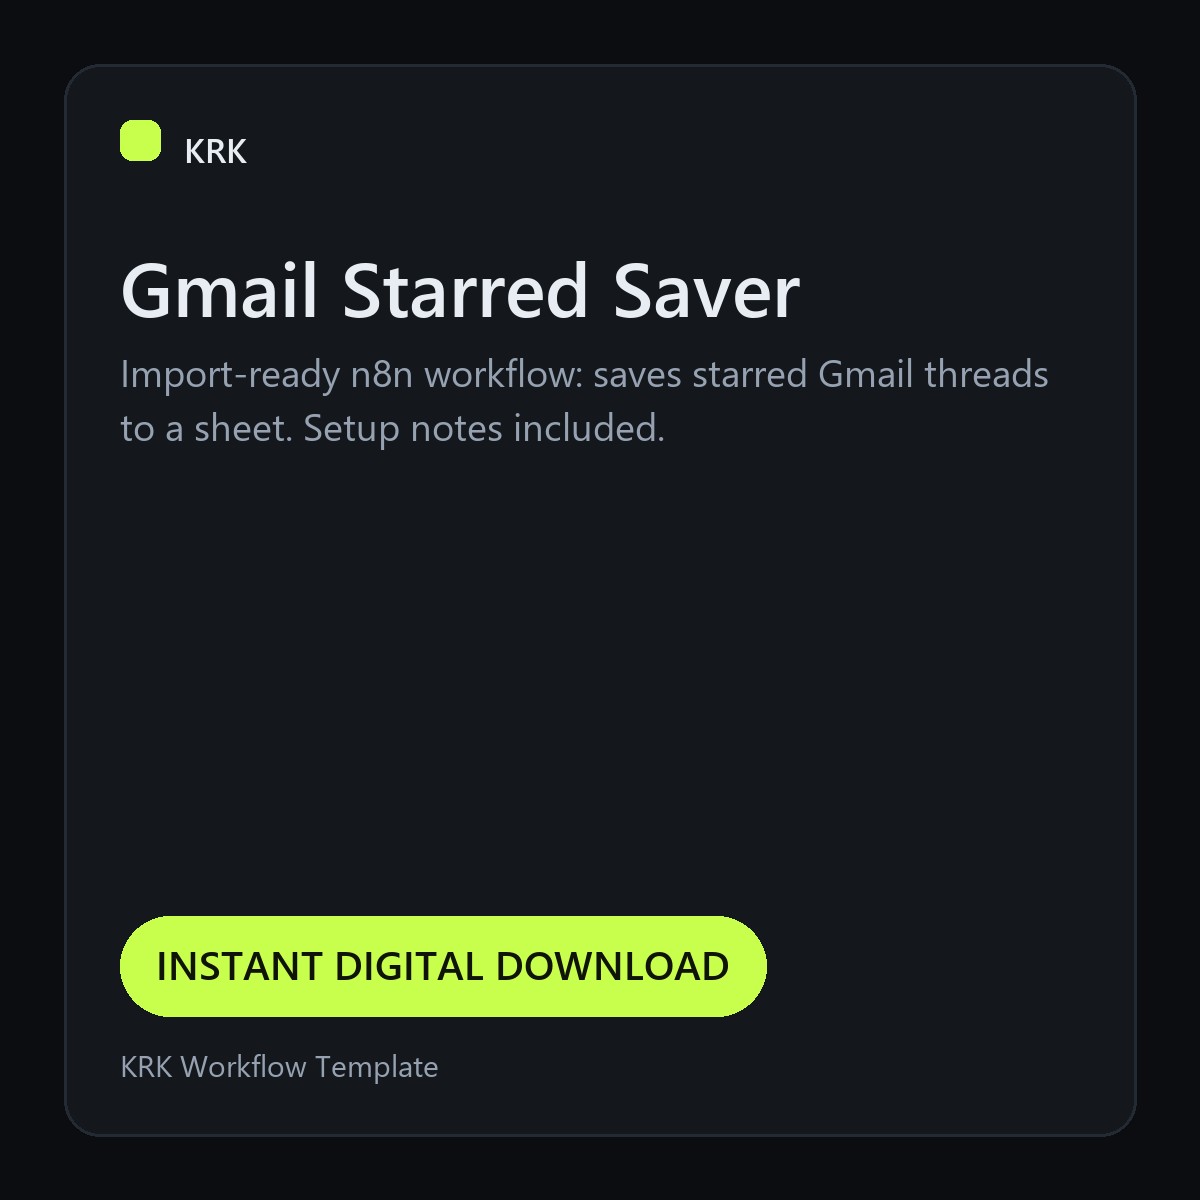 KRK
Gmail Starred Saver
Import-ready n8n workflow: saves starred Gmail threads
to a sheet. Setup notes included.
INSTANT DIGITAL DOWNLOAD
KRK Workflow Template